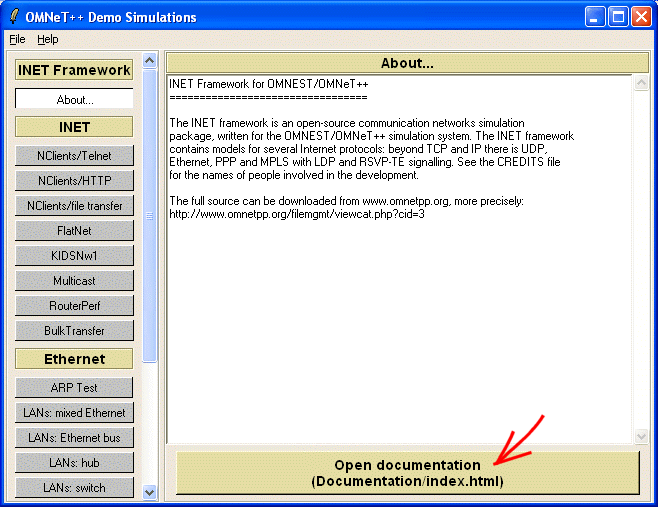 OMNeT++ Demo Simulations
File Help
INET Framework
About...
INET
NClients/Telnet
NClients/HTTP
NClients/file transfer
FlatNet
KIDSNw1
Multicast
RouterPerf
BulkTransfer
Ethernet
ARP Test
LANs: mixed Ethernet
LANs: Ethernet bus
LANs: hub
LANs: switch
About...
INET Framework for OMNEST/OMNeT++
=================================
The INET framework is an open-source communication networks simulation
package, written for the OMNEST/OMNeT++ simulation system. The INET framework
contains models for several Internet protocols: beyond TCP and IP there is UDP,
Ethernet, PPP and MPLS with LDP and RSVP-TE signalling. See the CREDITS file
for the names of people involved in the development.
The full source can be downloaded from www.omnetpp.org, more precisely:
http://www.omnetpp.org/filemgmt/viewcat.php?cid=3
Open documentation
(Documentation/index.html)